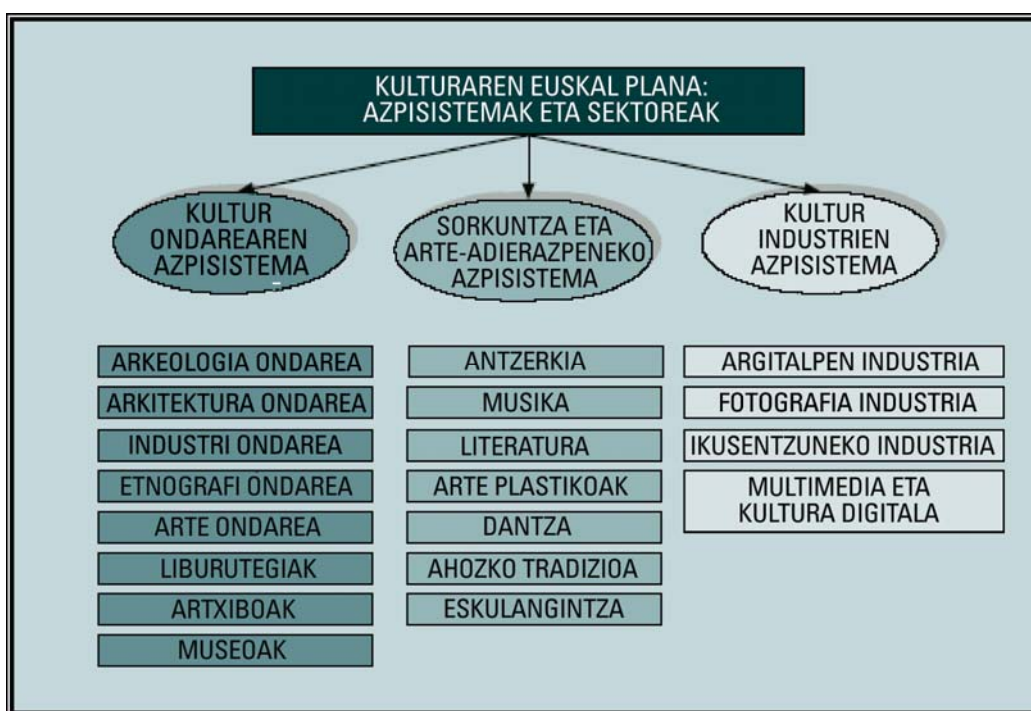 KULTURAREN EUSKAL PLANA:
AZPISISTEMAK ETA SEKTOREAK
KULTUR
ONDAREAREN
AZPISISTEMA
SORKUNTZA ETA
ARTE-ADIERAZPENEKO
AZPISISTEMA
KULTUR
INDUSTRIEN
AZPISISTEMA
ARKEOLOGIA ONDAREA
ARKITEKTURA ONDAREA
INDUSTRI ONDAREA
ETNOGRAFI ONDAREA
ARTE ONDAREA
LIBURUTEGIAK
ARTXIBOAK
MUSEOAK
ANTZERKIA
MUSIKA
LITERATURA
ARTE PLASTIKOAK
DANTZA
AHOZKO TRADIZIOA
ESKULANGINTZA
ARGITALPEN INDUSTRIA
FOTOGRAFIA INDUSTRIA
IKUSENTZUNEKO INDUSTRIA
MULTIMEDIA ETA
KULTURA DIGITALA